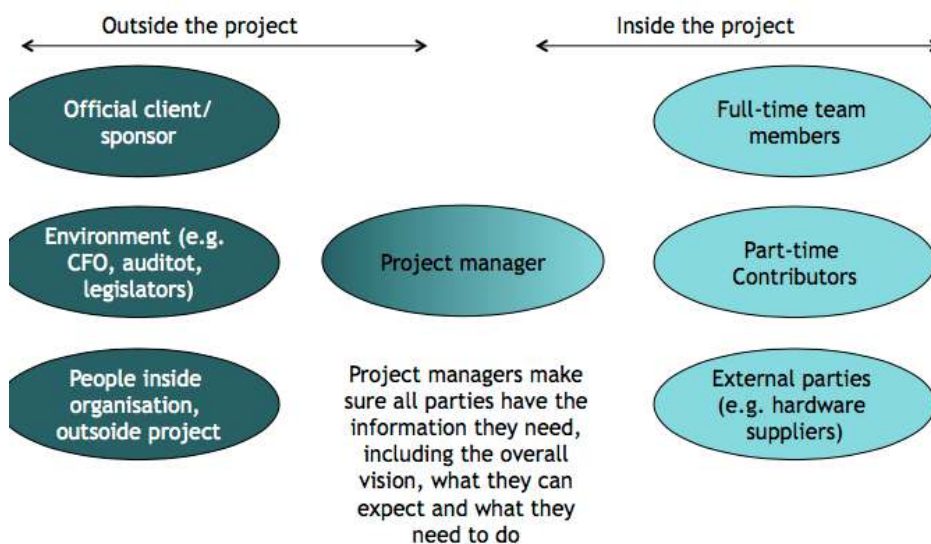 Outside the project
Inside the project
Official client/
sponsor
Full-time team
members
Environment (e.g.
CFO, auditot,
legislators)
Project manager
Part-time
Contributors
People inside
organisation,
outsoide project
Project managers make
sure all parties have the
information they need,
including the overall
vision, what they can
expect and what they
need to do
External parties
(e.g. hardware
suppliers)